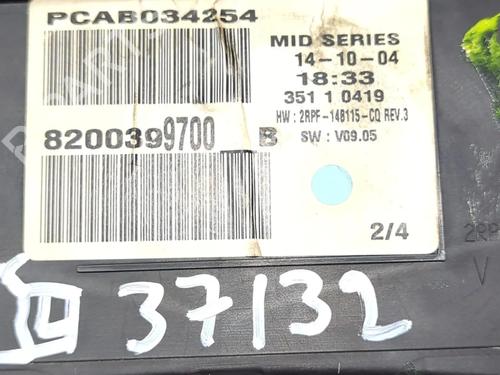 PCAB034254
MID SERIES
14-10-04
18:33
351 1 0419
HW : 2RPF-14B115-CQ REV.3
8200399700 B
SW : V09.05
2/4
2RP
V
37132